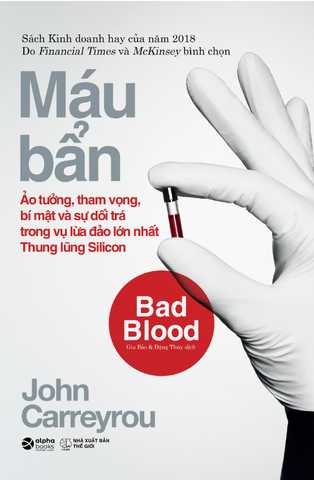 Sách Kinh doanh hay của năm 2018
Do Financial Times và McKinsey bình chọn
Máu
bẩn
Ảo tưởng, tham vọng,
bí mật và sự dối trá
trong vụ lừa đảo lớn nhất
Thung lũng Silicon
Bad
Blood
Gia Bảo & Đặng Thùy dịch
John
Carreyrou
alpha
books
NHÀ XUẤT BẢN
THẾ GIỚI